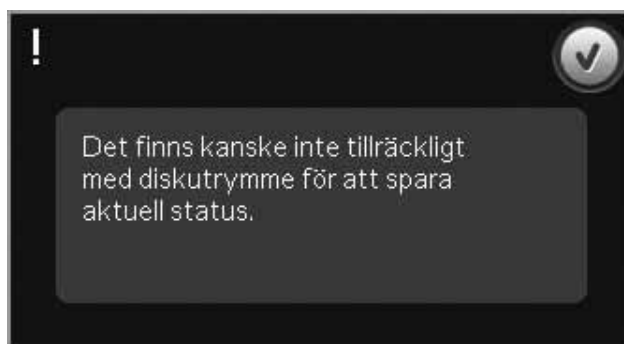 !
Det finns kanske inte tillräckligt
med diskutrymme för att spara
aktuell status.